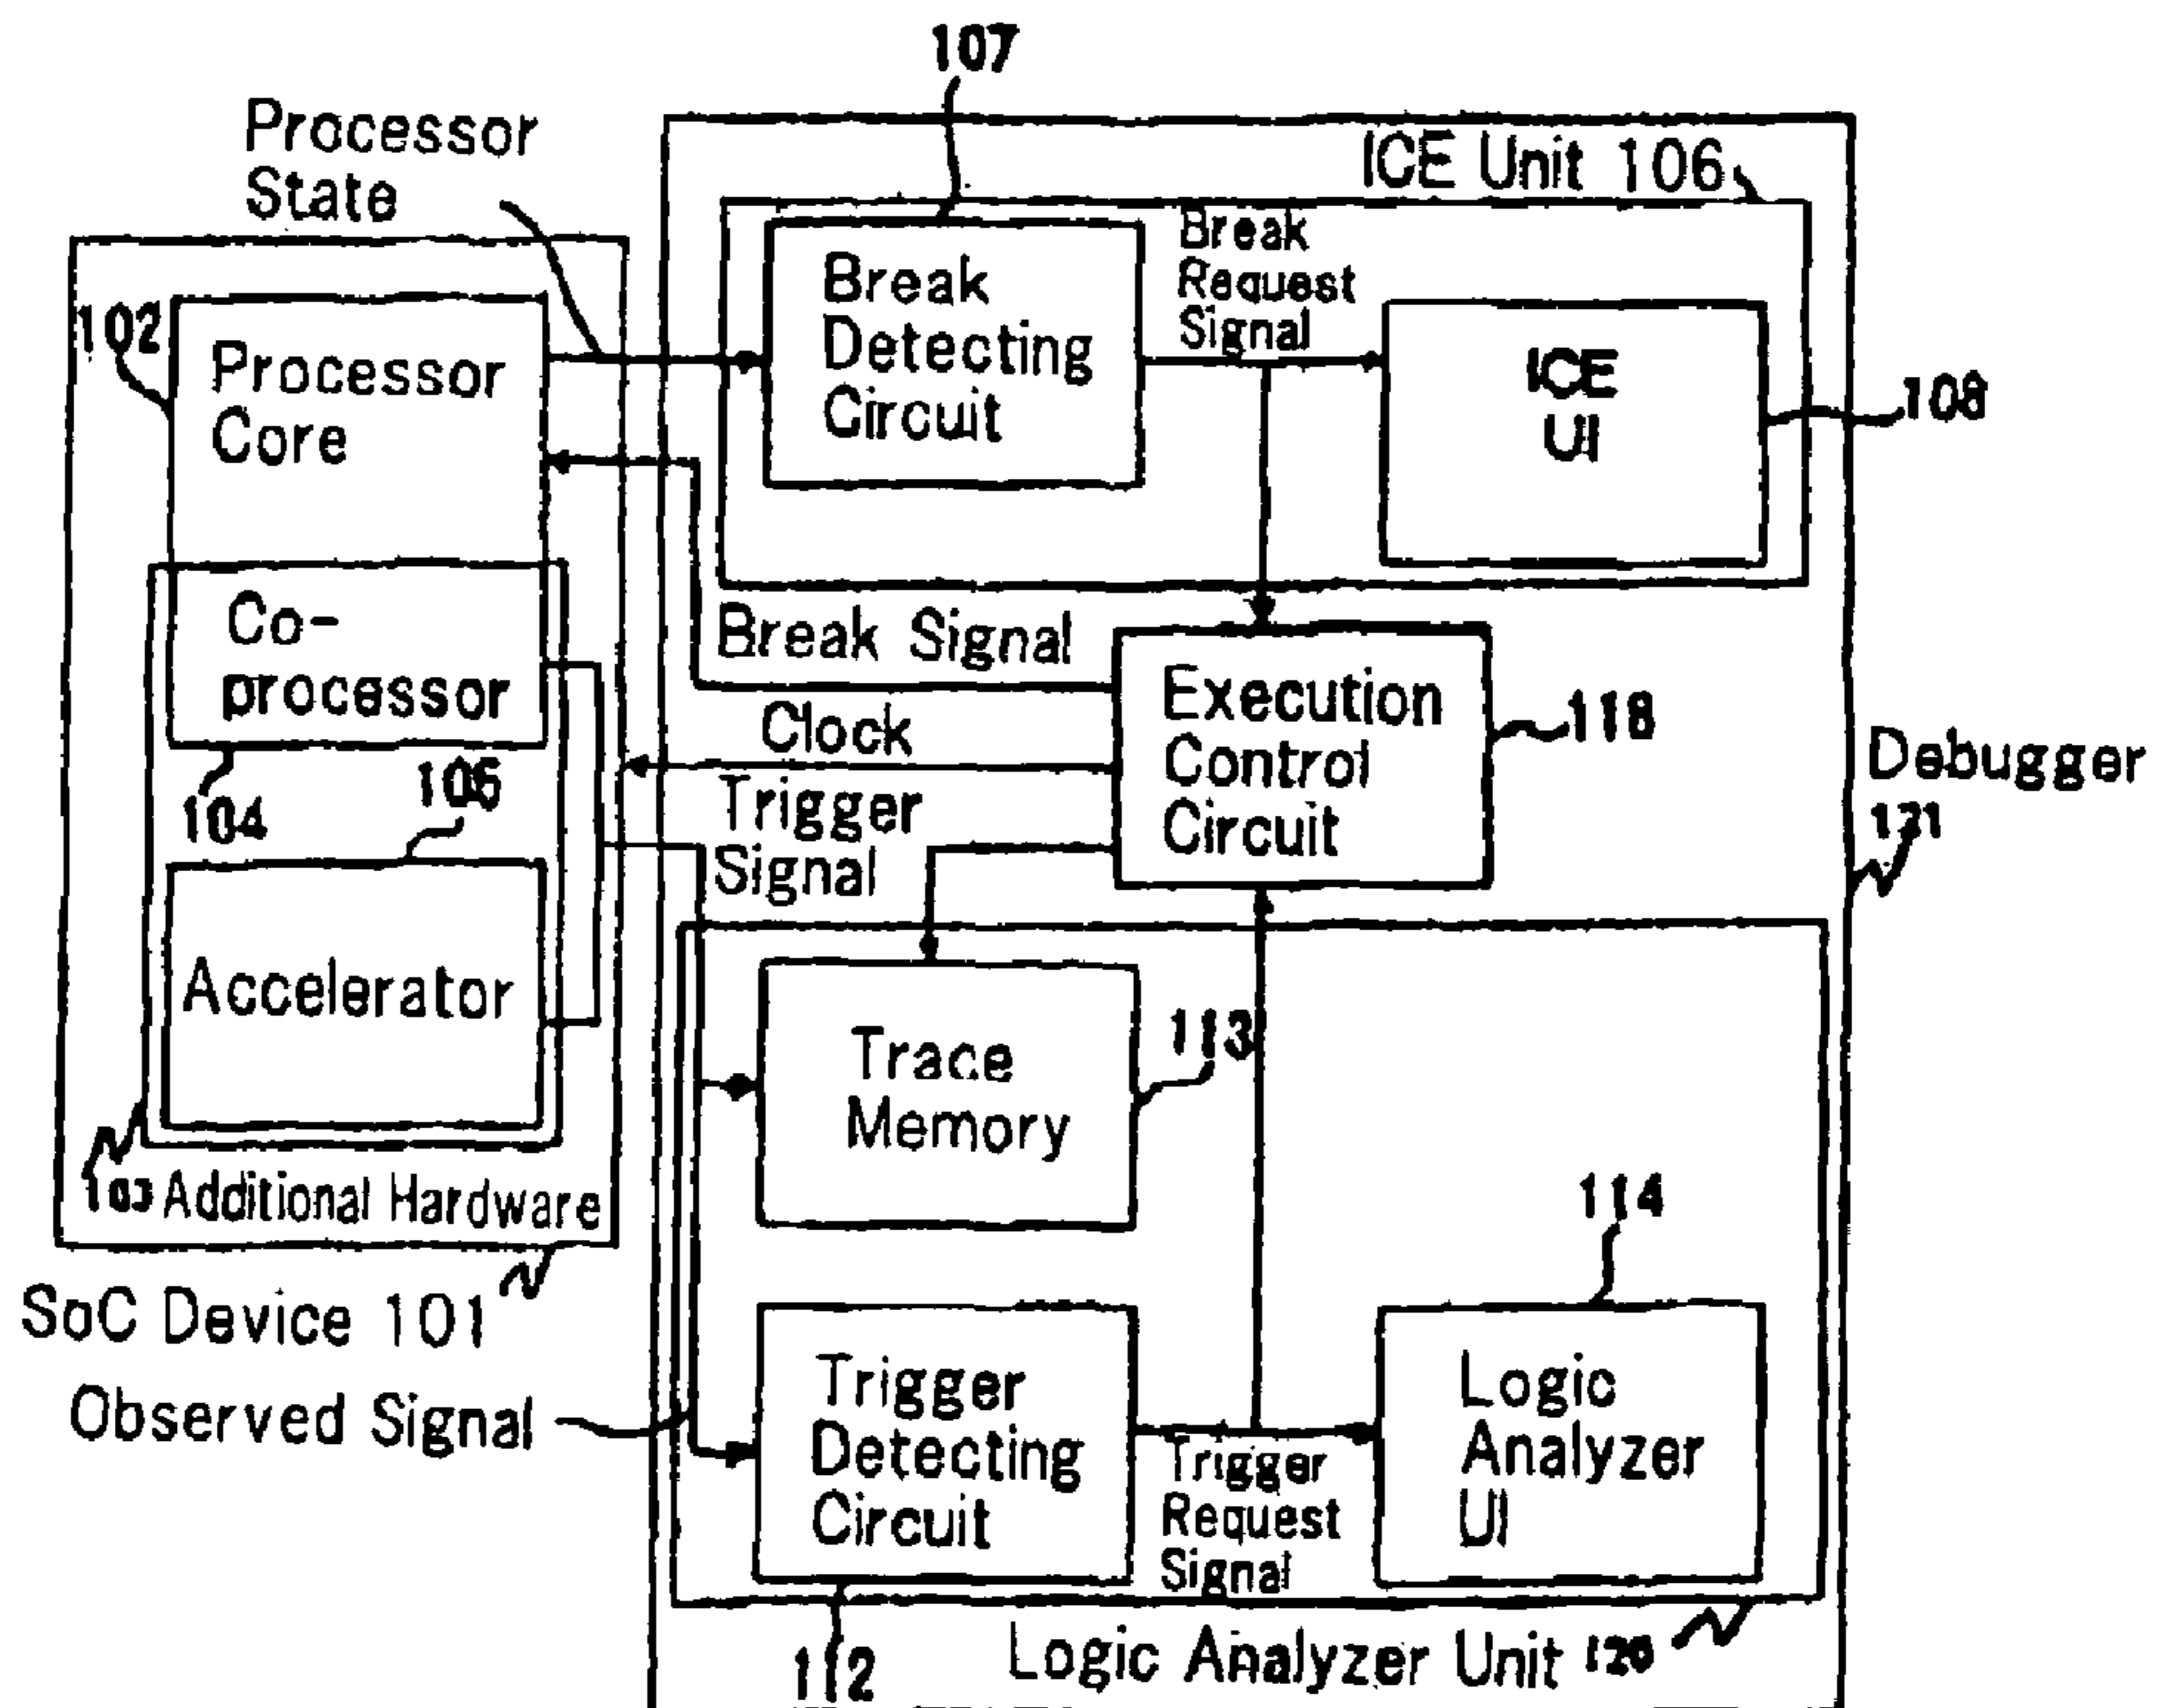 107
Processor
State
ICE Unit 106
Break
Request
Signal
Break
Detecting
Circuit
ICE
UI
102
Processor
Core
108
Co-
processor
Break Signal
Execution
Control
Circuit
118
Clock
Debugger
121
104
105
Trigger
Signal
Accelerator
Trace
Memory
113
103 Additional Hardware
114
SoC Device 101
Observed Signal
Trigger
Detecting
Circuit
Trigger
Request
Signal
Logic
Analyzer
UI
112
Logic Analyzer Unit 120